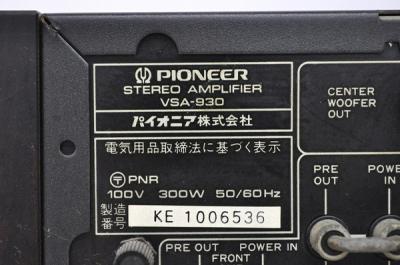 PIONEER
STEREO AMPLIFIER
VSA-930
パイオニア株式会社
電気用品取締法に基づく表示
〒 PNR
100V 300W 50/60Hz
製造番号 KE 1006536
CENTER
WOOFER
OUT
PRE
OUT
POWER
IN
PRE OUT POWER IN
FRONT